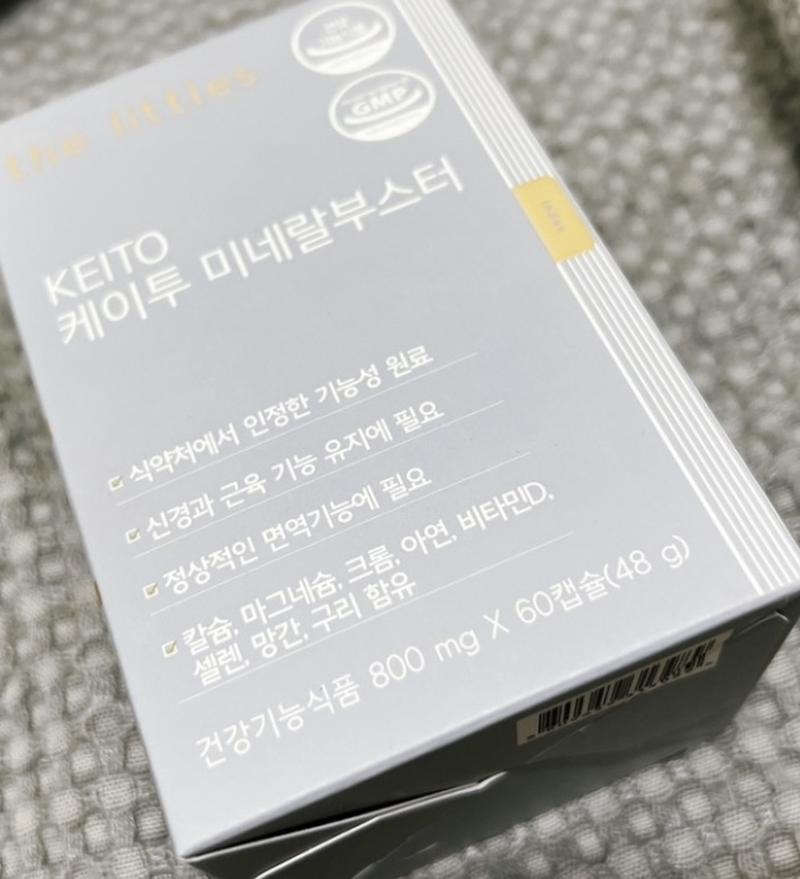 the littles
GMP
KEITO
케이투 미네랄부스터
식약처에서 인정한 기능성 원료
신경과 근육 기능 유지에 필요
정상적인 면역기능에 필요
칼슘, 마그네슘, 크롬, 아연, 비타민D,
셀렌, 망간, 구리 함유
건강기능식품 800 mg X 60캡슐(48 g)